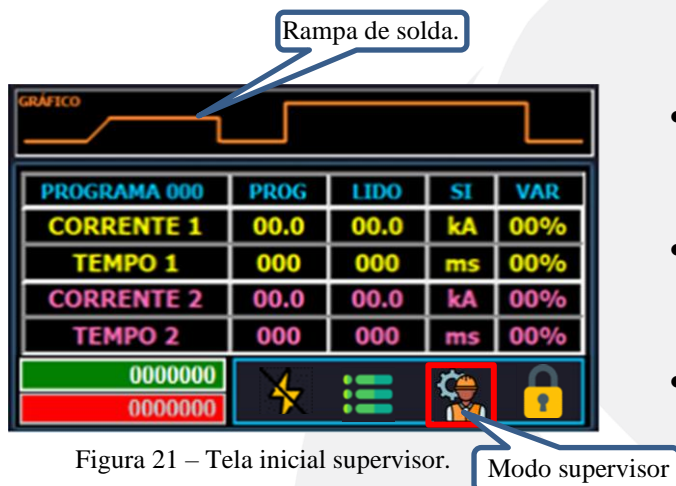 Rampa de solda.
GRÁFICO
PROGRAMA 000 PROG LIDO SI VAR
CORRENTE 1 00.0 00.0 kA 00%
TEMPO 1 000 000 ms 00%
CORRENTE 2 00.0 00.0 kA 00%
TEMPO 2 000 000 ms 00%
0000000
0000000
Figura 21 – Tela inicial supervisor.
Modo supervisor